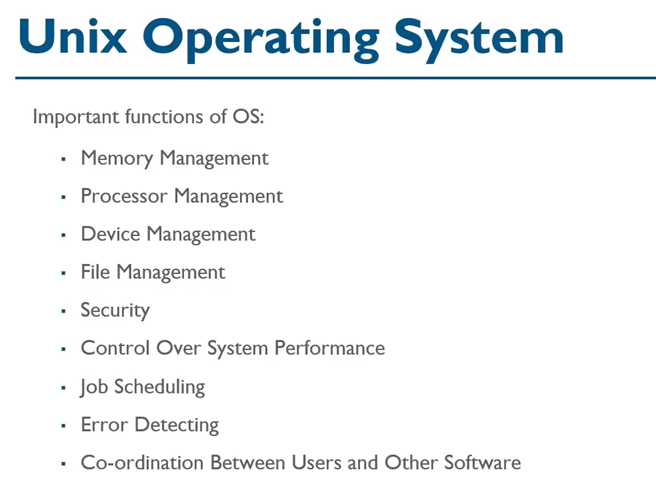 Unix Operating System
Important functions of OS:
▪ Memory Management
▪ Processor Management
▪ Device Management
▪ File Management
▪ Security
▪ Control Over System Performance
▪ Job Scheduling
▪ Error Detecting
▪ Co-ordination Between Users and Other Software